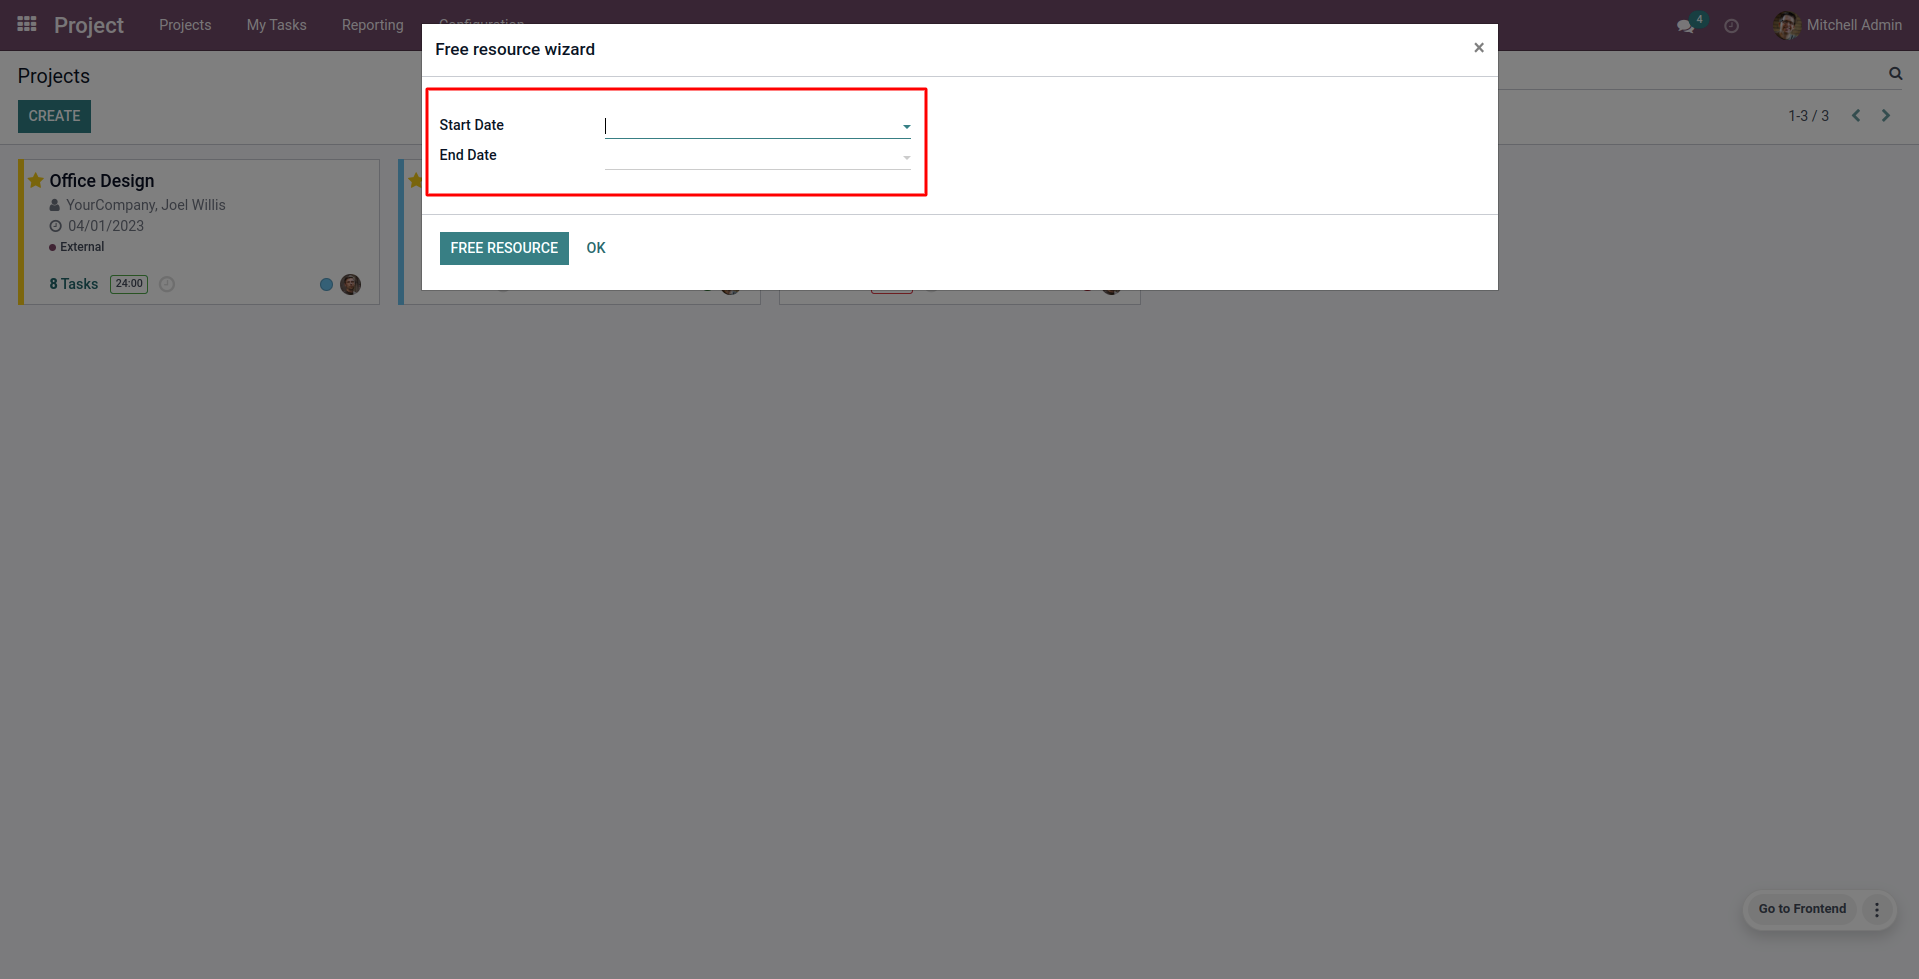 Project
Projects
My Tasks
Reporting
Configuration
4
Mitchell Admin
Projects
CREATE
1-3 / 3
Free resource wizard
×
Start Date
End Date
FREE RESOURCE
OK
Office Design
YourCompany, Joel Willis
04/01/2023
External
8 Tasks
24:00
Go to Frontend